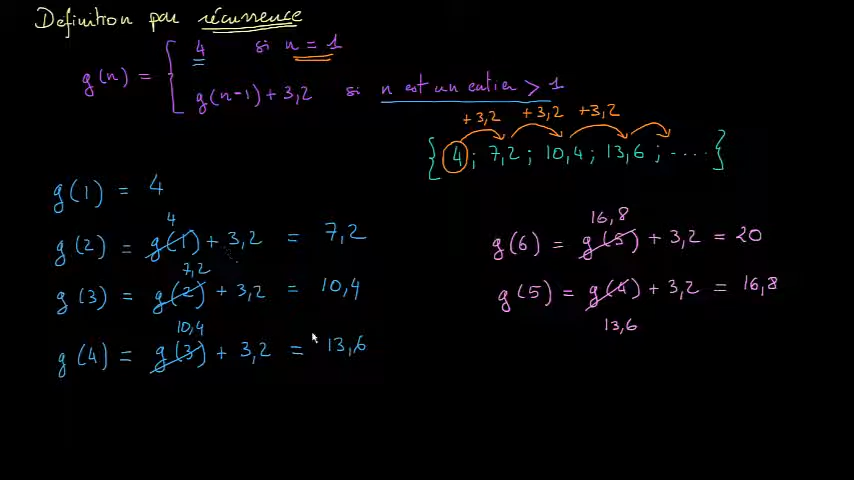 Definition par récurrence
4 si n = 1
g(n) =
g(n-1) + 3,2 si n est un entier > 1
+3,2 +3,2 +3,2
{ 4 ; 7,2 ; 10,4 ; 13,6 ; .... }
g(1) = 4
4
g(2) = g(1) + 3,2 = 7,2
7,2
g(3) = g(2) + 3,2 = 10,4
10,4
g(4) = g(3) + 3,2 = 13,6
16,8
g(6) = g(5) + 3,2 = 20
g(5) = g(4) + 3,2 = 16,8
13,6